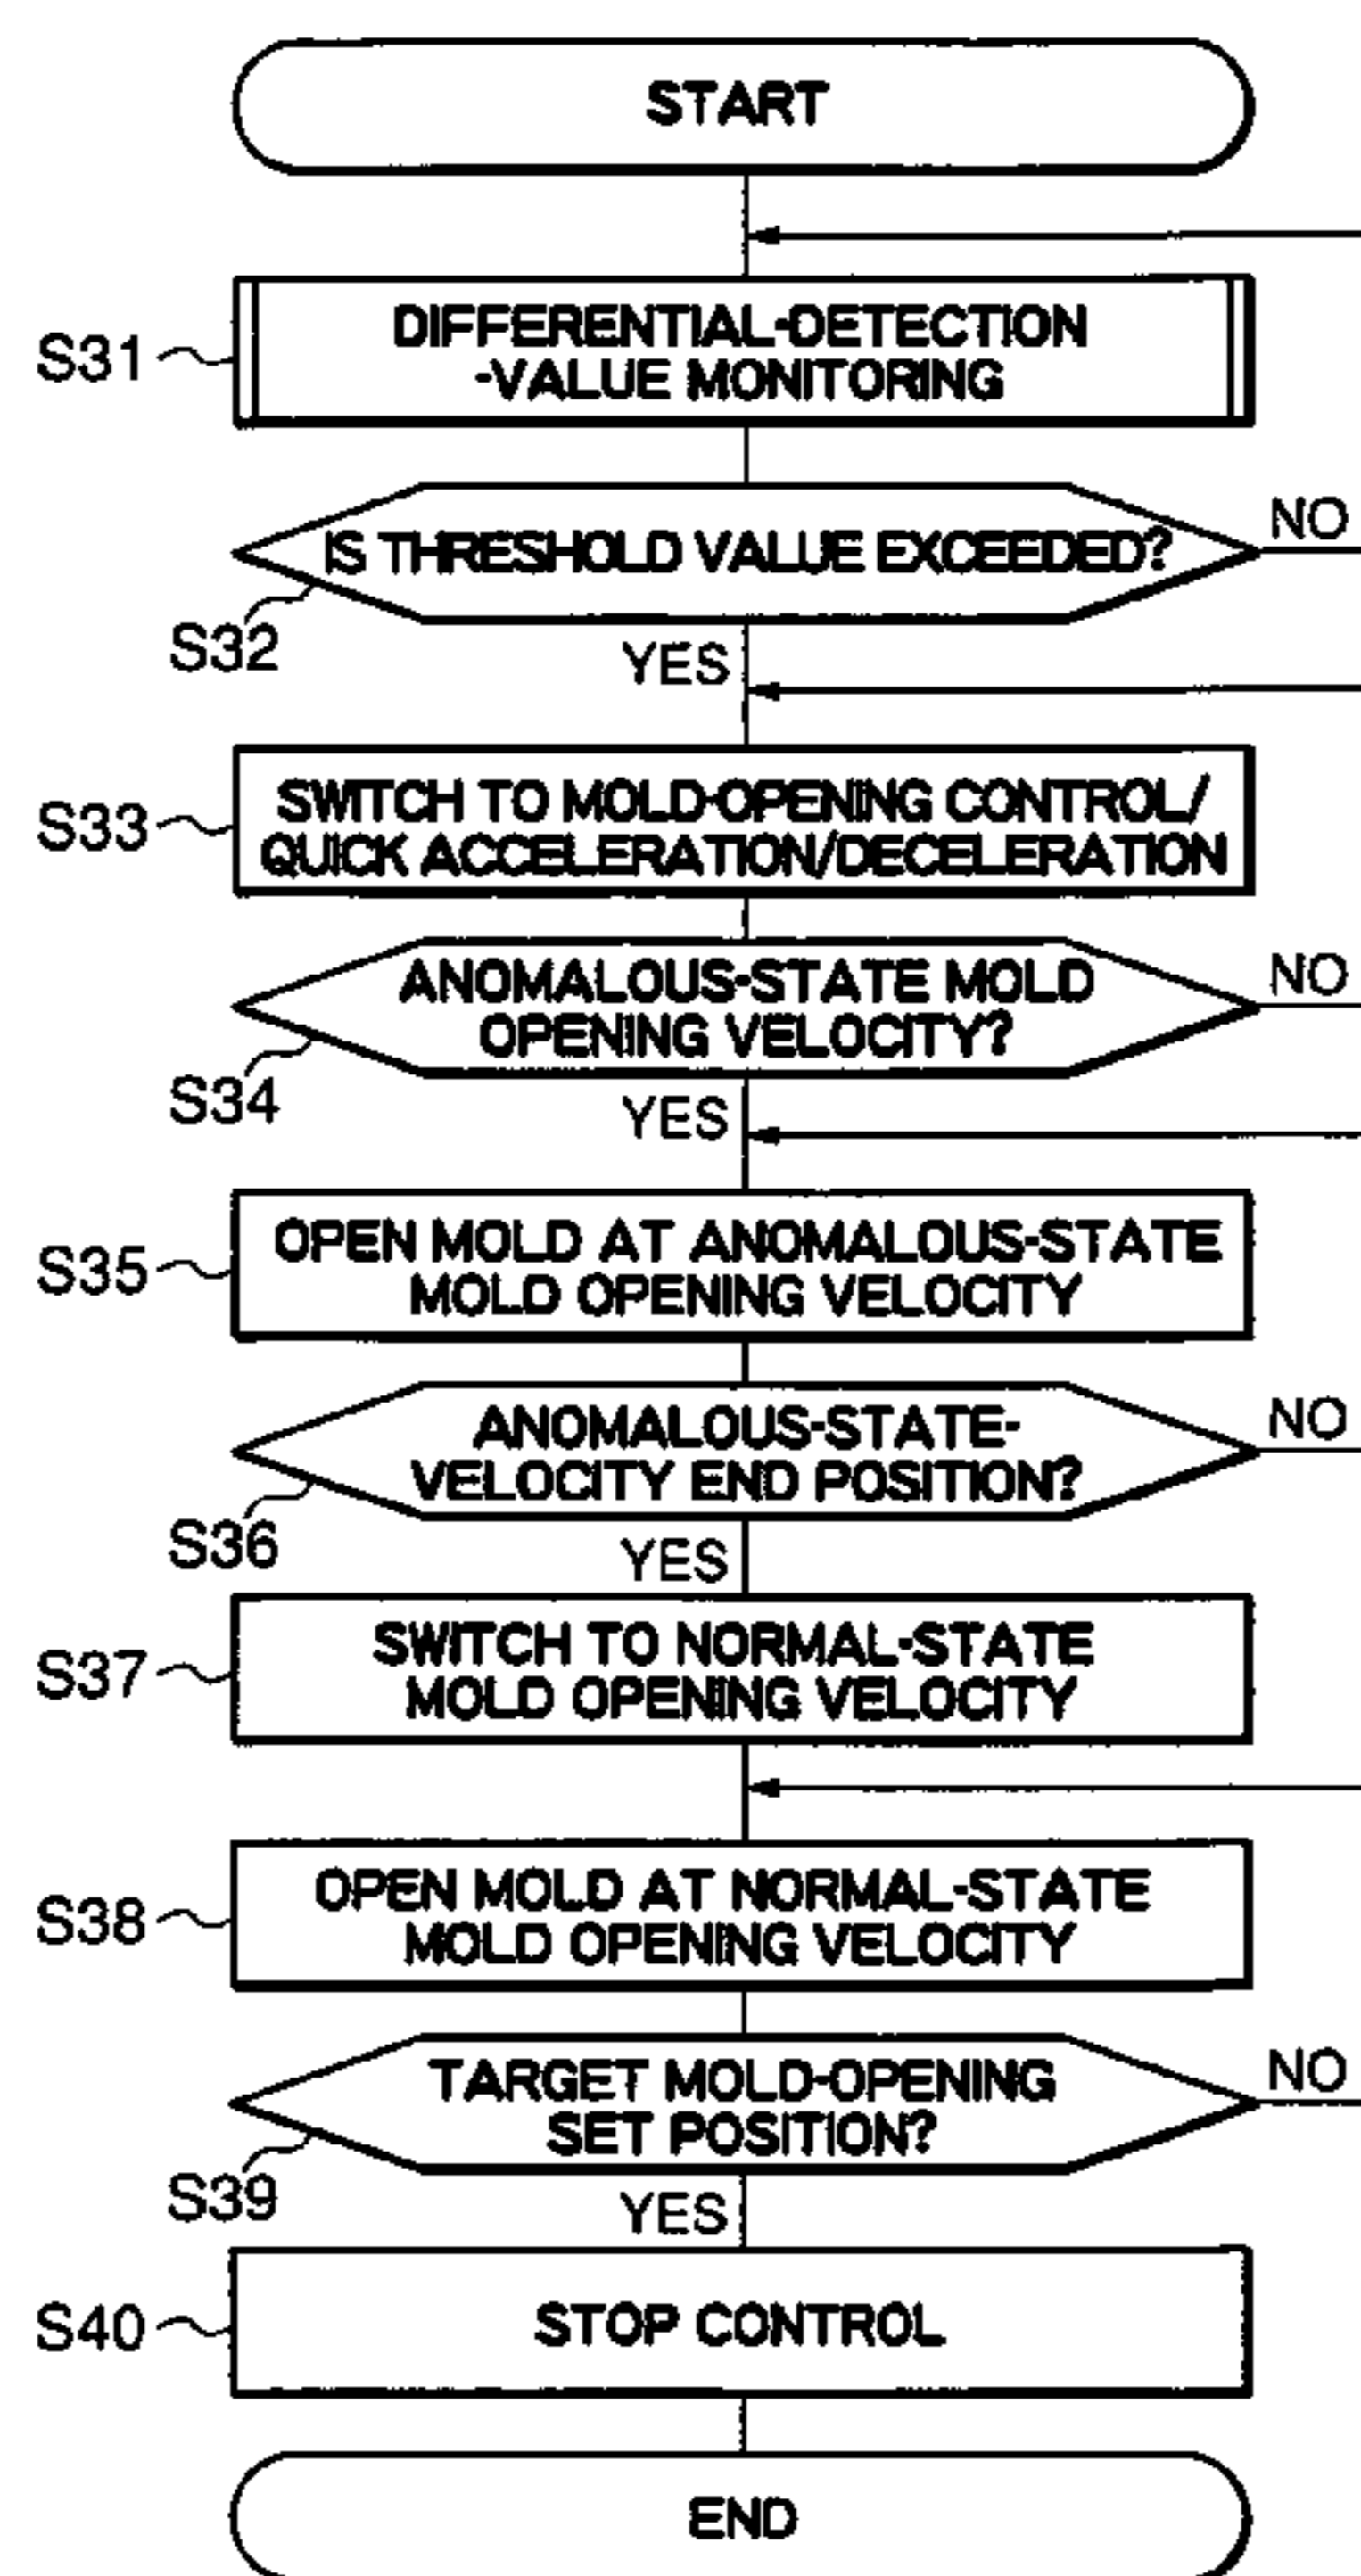 START
S31
DIFFERENTIAL-DETECTION
-VALUE MONITORING
IS THRESHOLD VALUE EXCEEDED?
NO
S32
YES
S33
SWITCH TO MOLD-OPENING CONTROL/
QUICK ACCELERATION/DECELERATION
ANOMALOUS-STATE MOLD
OPENING VELOCITY?
NO
S34
YES
S35
OPEN MOLD AT ANOMALOUS-STATE
MOLD OPENING VELOCITY
ANOMALOUS-STATE-
VELOCITY END POSITION?
NO
S36
YES
S37
SWITCH TO NORMAL-STATE
MOLD OPENING VELOCITY
S38
OPEN MOLD AT NORMAL-STATE
MOLD OPENING VELOCITY
TARGET MOLD-OPENING
SET POSITION?
NO
S39
YES
S40
STOP CONTROL
END